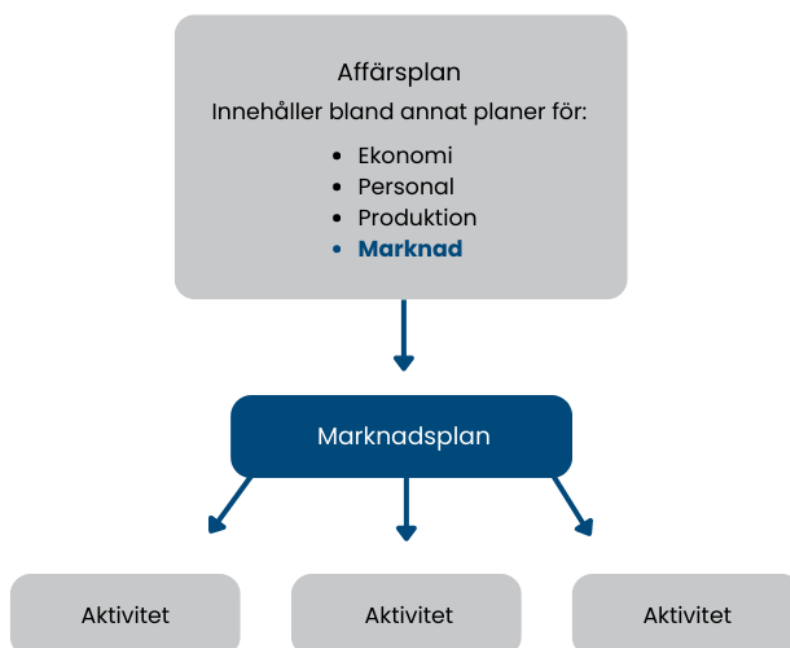 Affärsplan
Innehåller bland annat planer för:
• Ekonomi
• Personal
• Produktion
• Marknad
Marknadsplan
Aktivitet
Aktivitet
Aktivitet